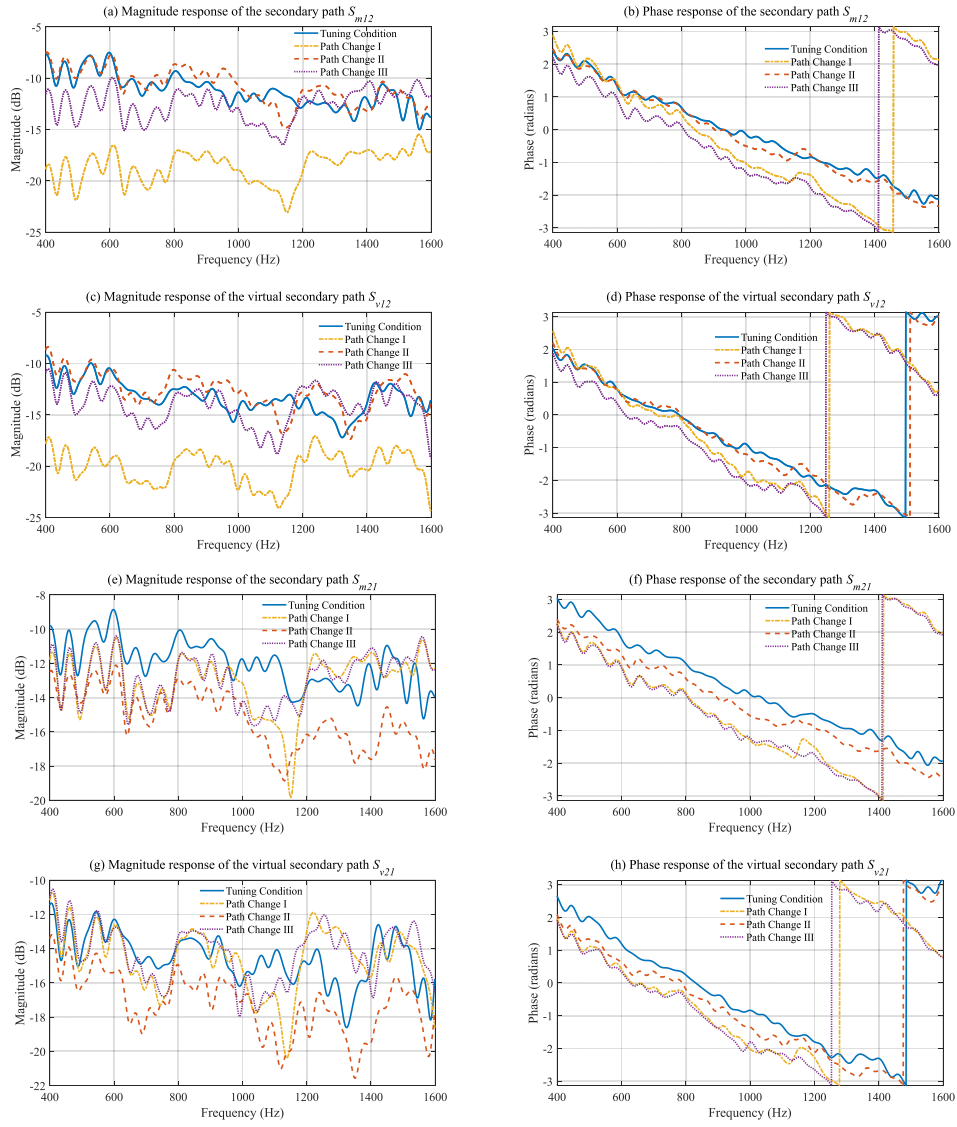 (a) Magnitude response of the secondary path S_m12
Magnitude (dB)
-5
-10
-15
-20
-25
400 600 800 1000 1200 1400 1600
Frequency (Hz)
Tuning Condition
Path Change I
Path Change II
Path Change III
(b) Phase response of the secondary path S_m12
Phase (radians)
3
2
1
0
-1
-2
-3
400 600 800 1000 1200 1400 1600
Frequency (Hz)
Tuning Condition
Path Change I
Path Change II
Path Change III
(c) Magnitude response of the virtual secondary path S_v12
Magnitude (dB)
-5
-10
-15
-20
-25
400 600 800 1000 1200 1400 1600
Frequency (Hz)
Tuning Condition
Path Change I
Path Change II
Path Change III
(d) Phase response of the virtual secondary path S_v12
Phase (radians)
3
2
1
0
-1
-2
-3
400 600 800 1000 1200 1400 1600
Frequency (Hz)
Tuning Condition
Path Change I
Path Change II
Path Change III
(e) Magnitude response of the secondary path S_m21
Magnitude (dB)
-8
-10
-12
-14
-16
-18
-20
400 600 800 1000 1200 1400 1600
Frequency (Hz)
Tuning Condition
Path Change I
Path Change II
Path Change III
(f) Phase response of the secondary path S_m21
Phase (radians)
3
2
1
0
-1
-2
-3
400 600 800 1000 1200 1400 1600
Frequency (Hz)
Tuning Condition
Path Change I
Path Change II
Path Change III
(g) Magnitude response of the virtual secondary path S_v21
Magnitude (dB)
-10
-12
-14
-16
-18
-20
-22
400 600 800 1000 1200 1400 1600
Frequency (Hz)
Tuning Condition
Path Change I
Path Change II
Path Change III
(h) Phase response of the virtual secondary path S_v21
Phase (radians)
3
2
1
0
-1
-2
-3
400 600 800 1000 1200 1400 1600
Frequency (Hz)
Tuning Condition
Path Change I
Path Change II
Path Change III